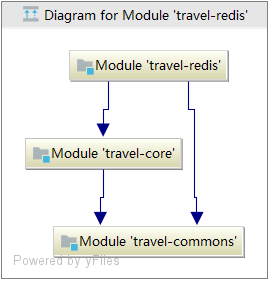 Diagram for Module 'travel-redis'
Module 'travel-redis'
Module 'travel-core'
Module 'travel-commons'
Powered by yFiles